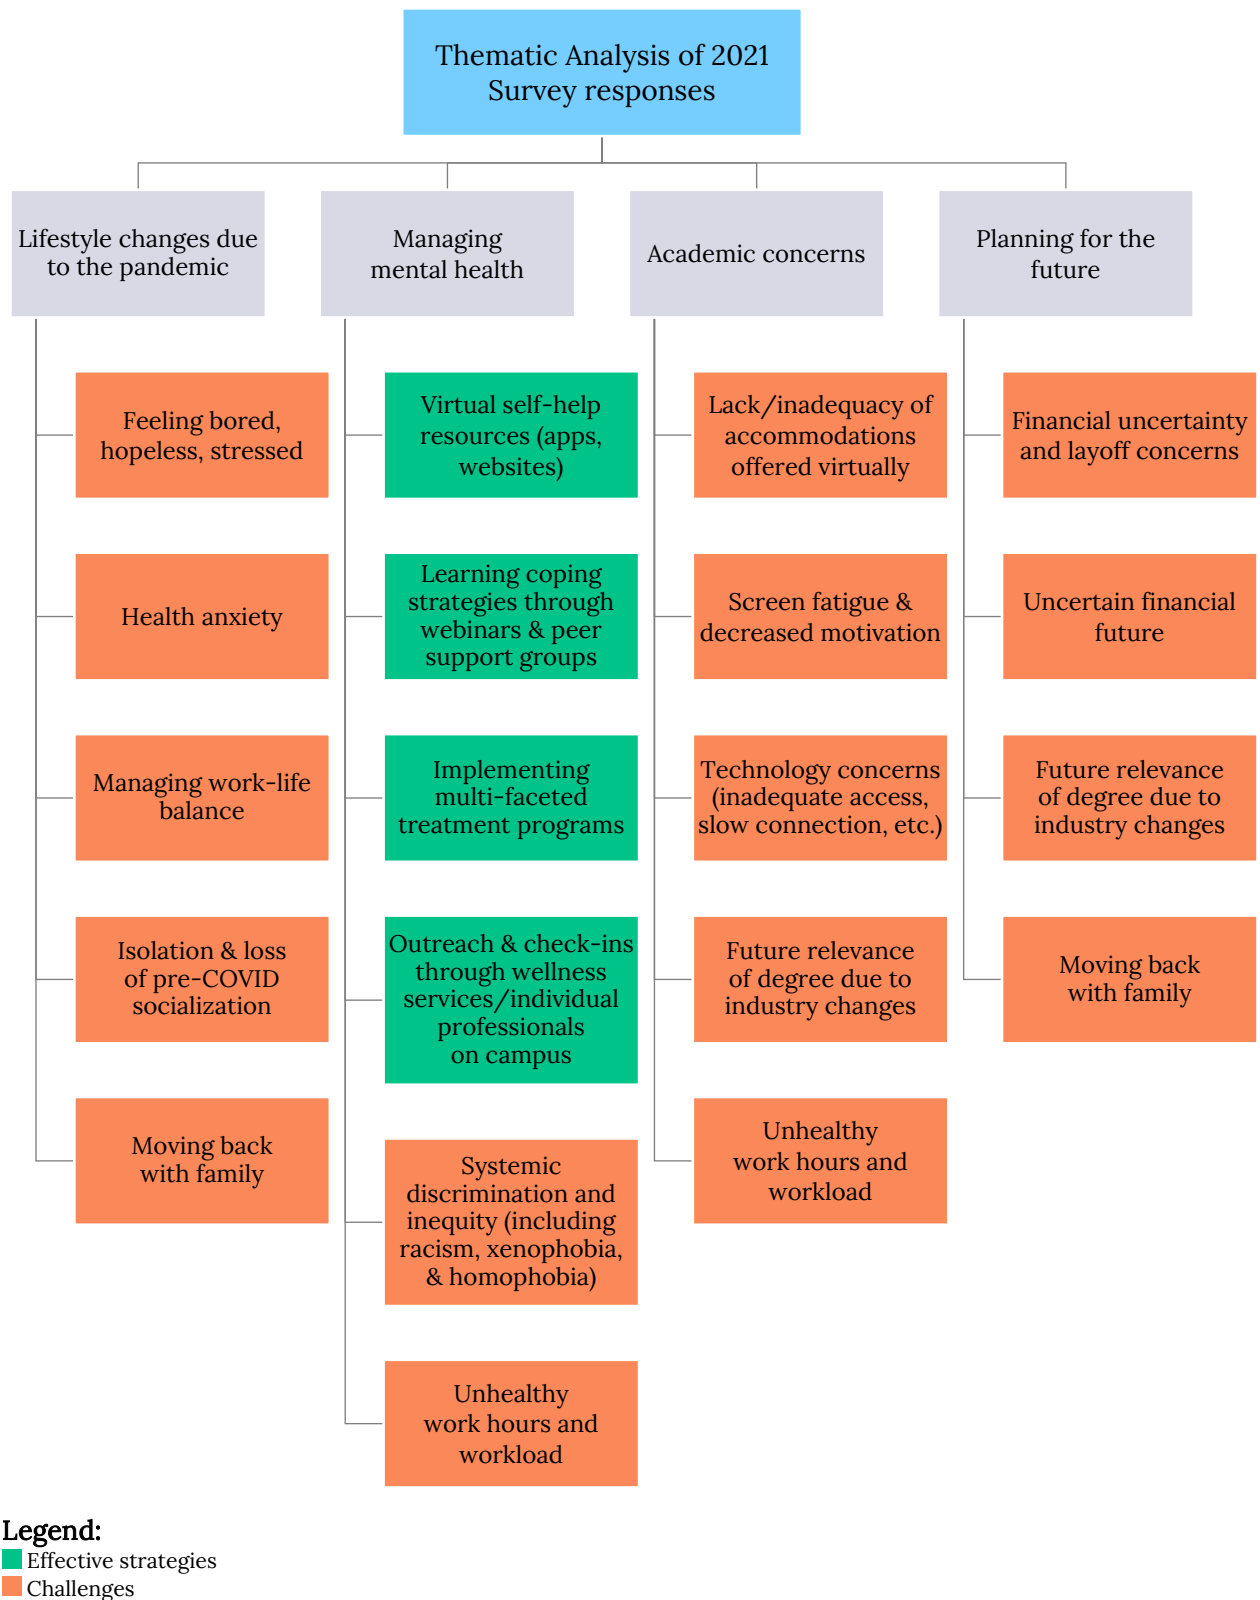 Thematic Analysis of 2021
Survey responses
Lifestyle changes due
to the pandemic
Feeling bored,
hopeless, stressed
Health anxiety
Managing work-life
balance
Isolation & loss
of pre-COVID
socialization
Moving back
with family
Managing
mental health
Virtual self-help
resources (apps,
websites)
Learning coping
strategies through
webinars & peer
support groups
Implementing
multi-faceted
treatment programs
Outreach & check-ins
through wellness
services/individual
professionals
on campus
Systemic
discrimination and
inequity (including
racism, xenophobia,
& homophobia)
Unhealthy
work hours and
workload
Academic concerns
Lack/inadequacy of
accommodations
offered virtually
Screen fatigue &
decreased motivation
Technology concerns
(inadequate access,
slow connection, etc.)
Future relevance
of degree due to
industry changes
Unhealthy
work hours and
workload
Planning for the
future
Financial uncertainty
and layoff concerns
Uncertain financial
future
Future relevance
of degree due to
industry changes
Moving back
with family
Legend:
Effective strategies
Challenges